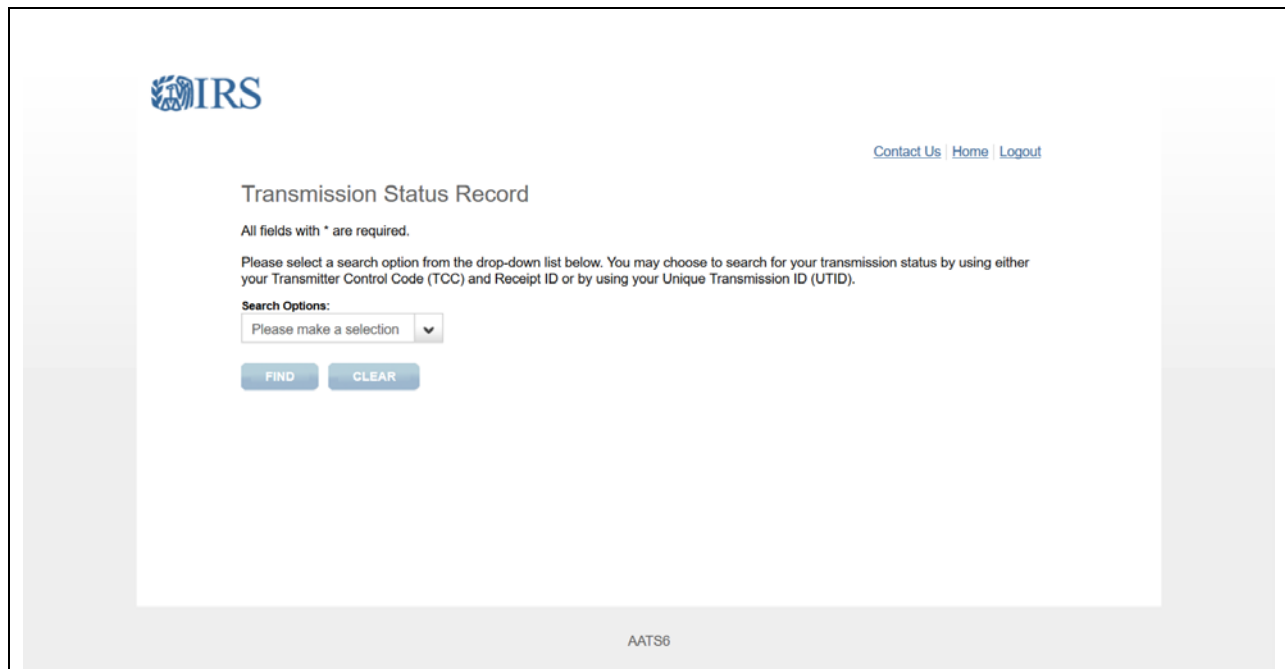 IRS
Contact Us | Home | Logout
Transmission Status Record
All fields with * are required.
Please select a search option from the drop-down list below. You may choose to search for your transmission status by using either
your Transmitter Control Code (TCC) and Receipt ID or by using your Unique Transmission ID (UTID).
Search Options:
Please make a selection
FIND CLEAR
AATS6